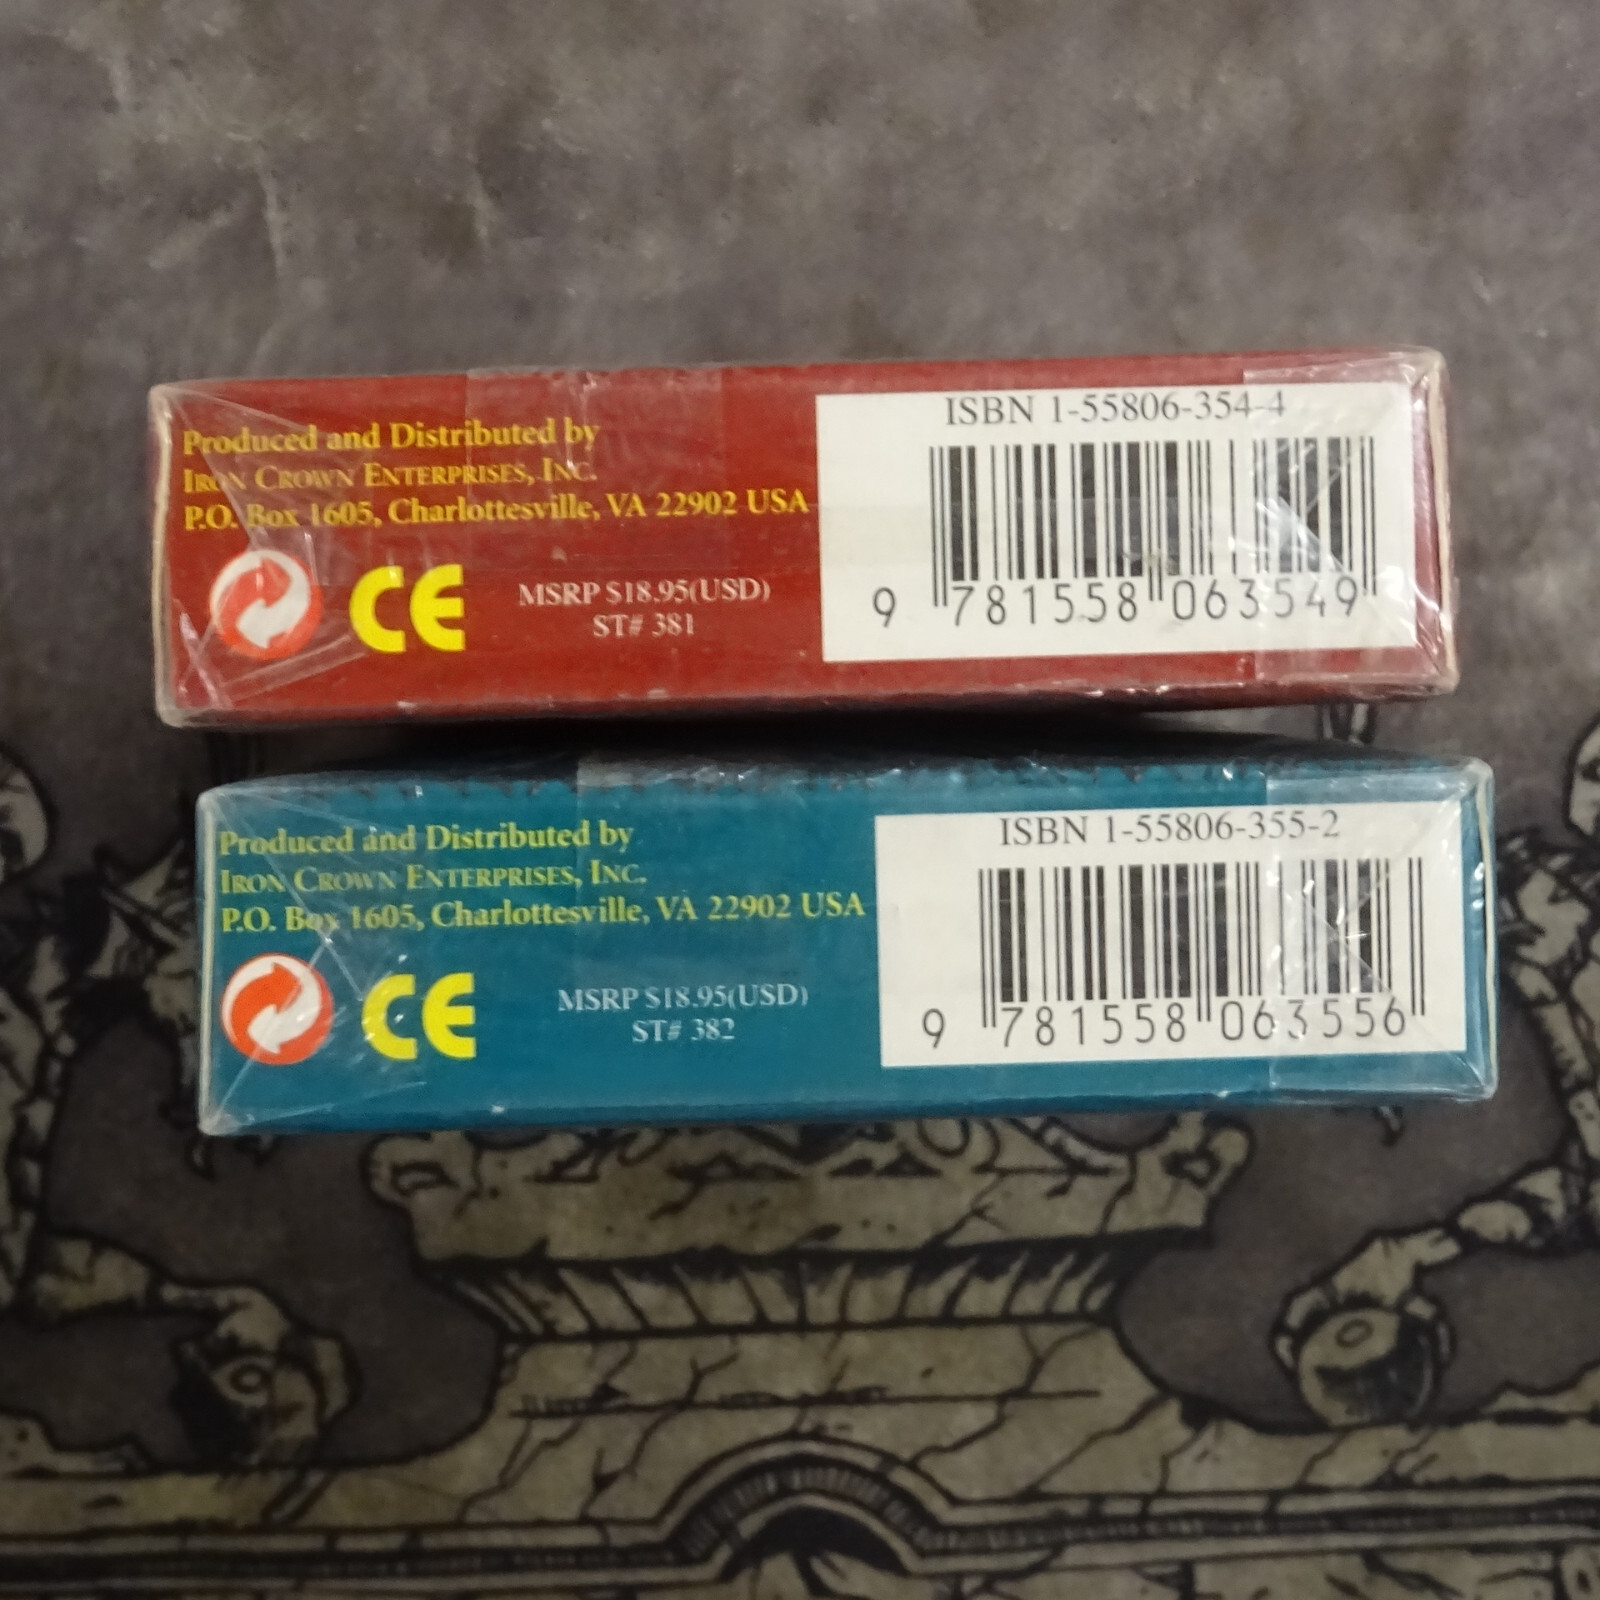 Produced and Distributed by
IRON CROWN ENTERPRISES, INC.
P.O. Box 1605, Charlottesville, VA 22902 USA
CE
MSRP $18.95(USD)
ST# 381
ISBN 1-55806-354-4
9 781558 063549
Produced and Distributed by
IRON CROWN ENTERPRISES, INC.
P.O. Box 1605, Charlottesville, VA 22902 USA
CE
MSRP $18.95(USD)
ST# 382
ISBN 1-55806-355-2
9 781558 063556